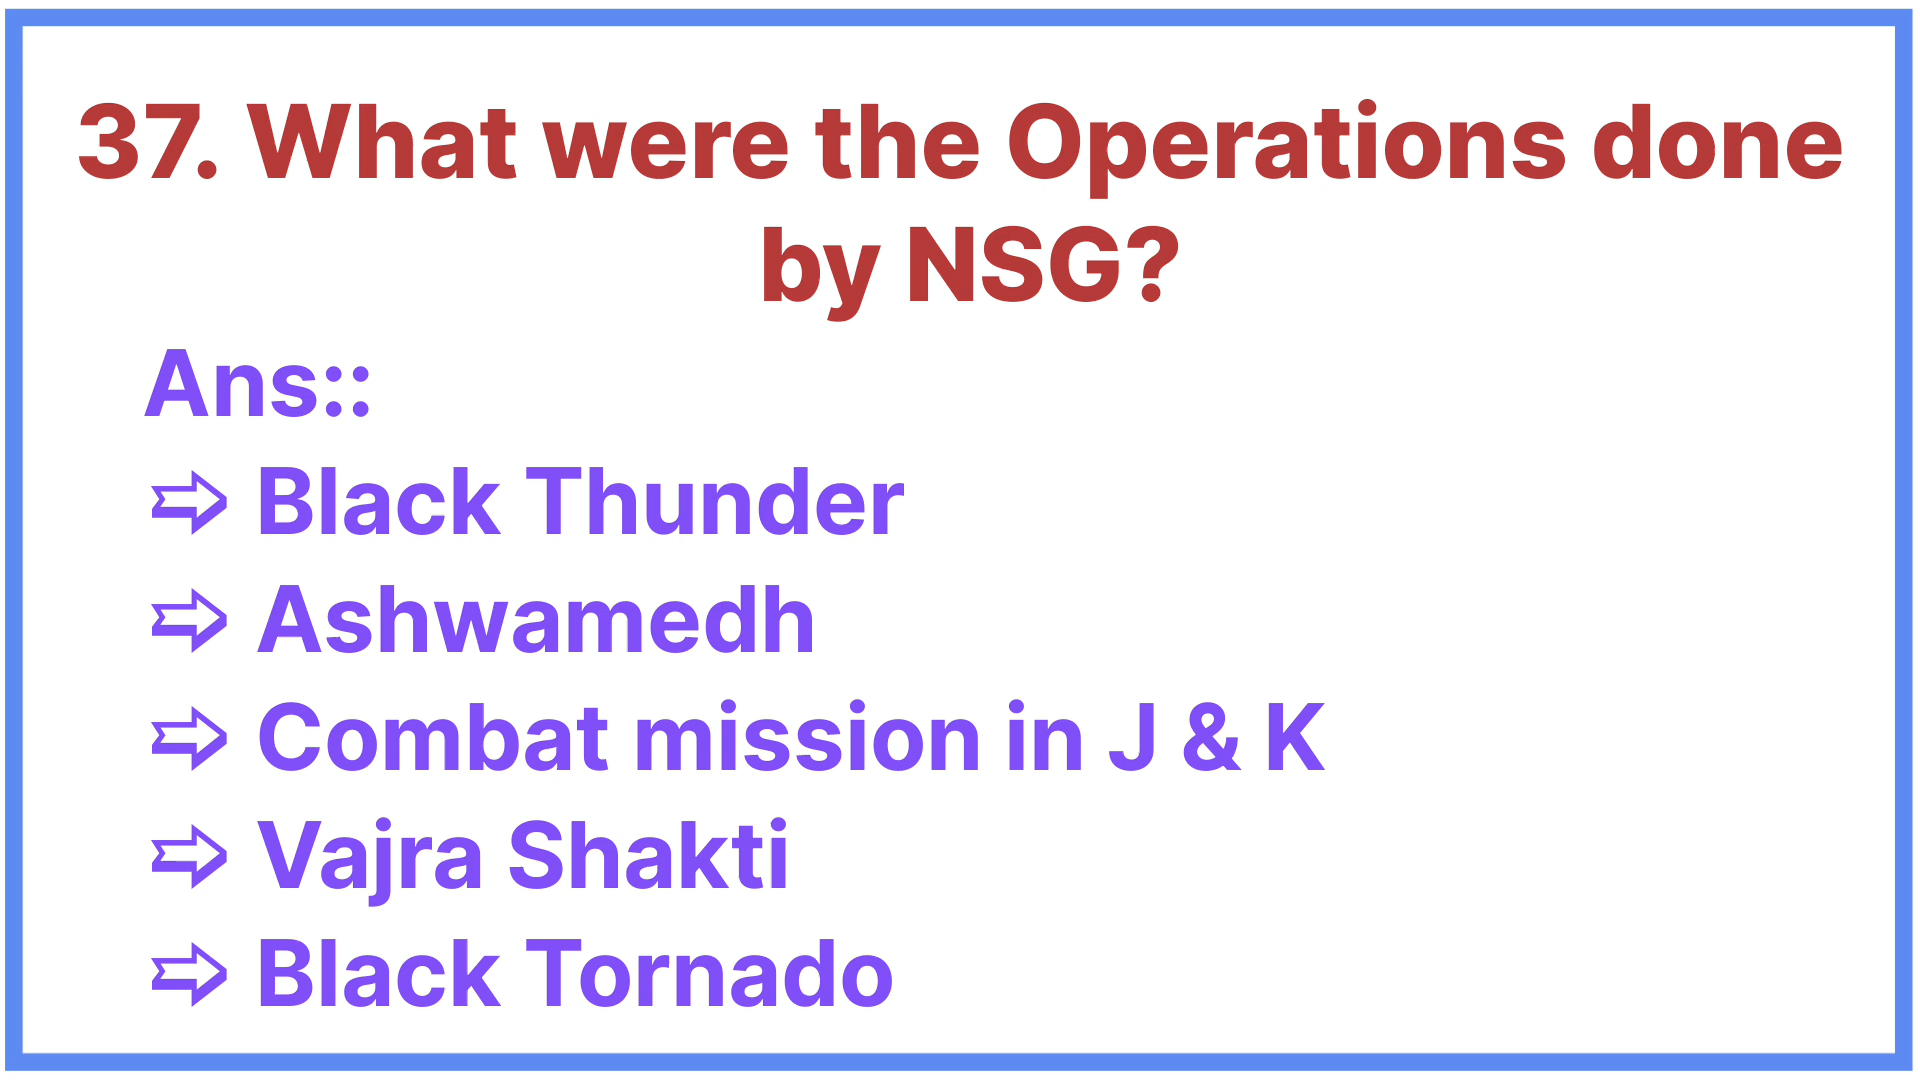 37. What were the Operations done
by NSG?
Ans::
⇨ Black Thunder
⇨ Ashwamedh
⇨ Combat mission in J & K
⇨ Vajra Shakti
⇨ Black Tornado